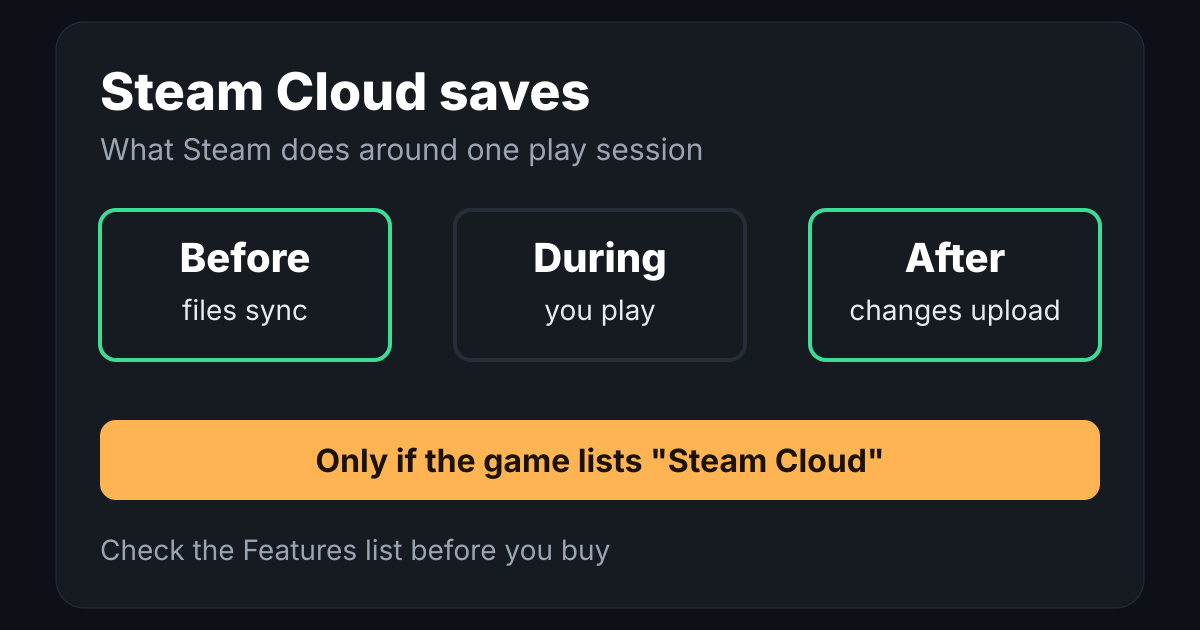 Steam Cloud saves
What Steam does around one play session
Before
files sync
During
you play
After
changes upload
Only if the game lists "Steam Cloud"
Check the Features list before you buy